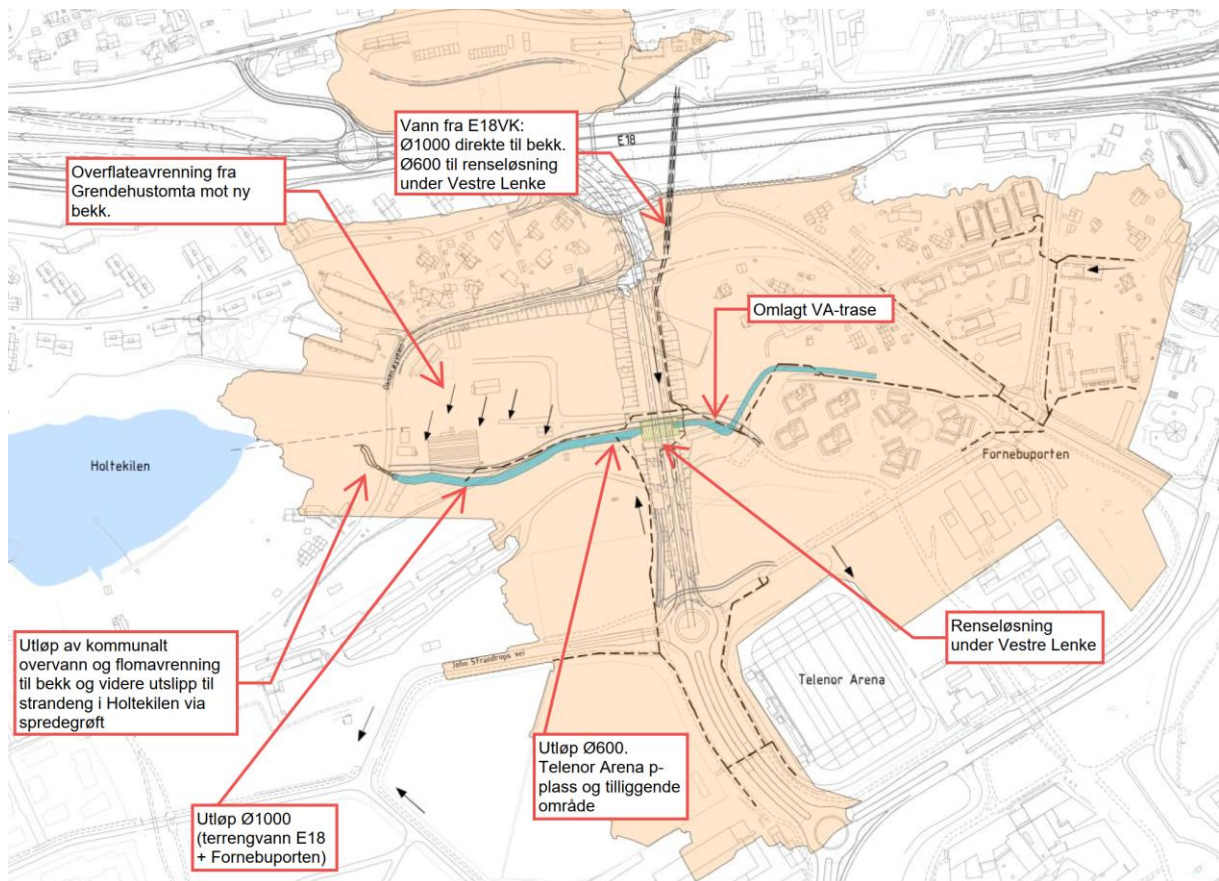 Vann fra E18VK:
Ø1000 direkte til bekk.
Ø600 til renseløsning
under Vestre Lenke
E18
Overflateavrenning fra
Grendehustomta mot ny
bekk.
Omlagt VA-trase
Holtekilen
Fornebuporten
Utløp av kommunalt
overvann og flomavrenning
til bekk og videre utslipp til
strandeng i Holtekilen via
spredegrøft
John Strandrups vei
Renseløsning
under Vestre Lenke
Telenor Arena
Utløp Ø600.
Telenor Arena p-
plass og tilliggende
område
Utløp Ø1000
(terrengvann E18
+ Fornebuporten)